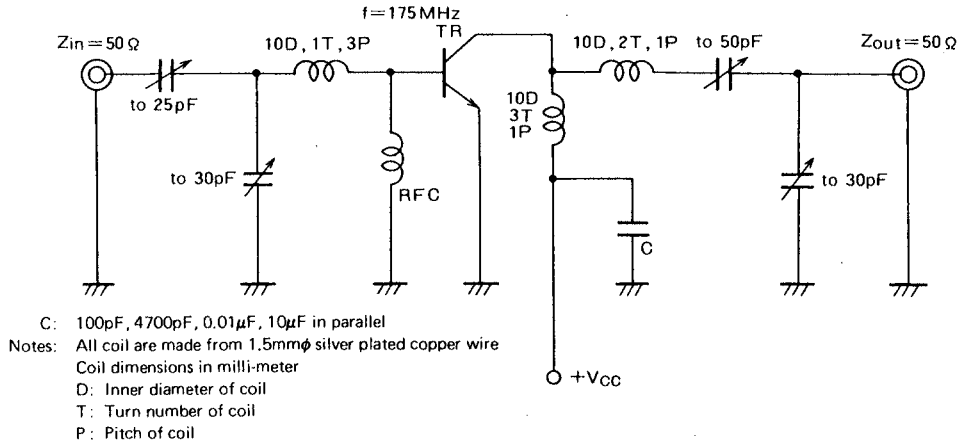 f=175MHz
TR
Zin=50Ω
10D, 1T, 3P
10D, 2T, 1P
to 50pF
Zout=50Ω
to 25pF
10D
3T
1P
to 30pF
RFC
to 30pF
C
+VCC
C: 100pF, 4700pF, 0.01μF, 10μF in parallel
Notes: All coil are made from 1.5mmφ silver plated copper wire
Coil dimensions in milli-meter
D: Inner diameter of coil
T: Turn number of coil
P: Pitch of coil